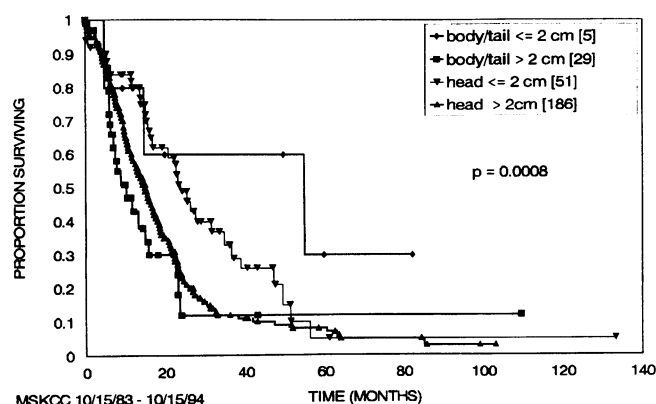 body/tail <= 2 cm [5]
body/tail > 2 cm [29]
head <= 2 cm [51]
head > 2cm [186]
p = 0.0008
PROPORTION SURVIVING
1
0.9
0.8
0.7
0.6
0.5
0.4
0.3
0.2
0.1
0
0 20 40 60 80 100 120 140
TIME (MONTHS)
MSKCC 10/15/83 - 10/15/94